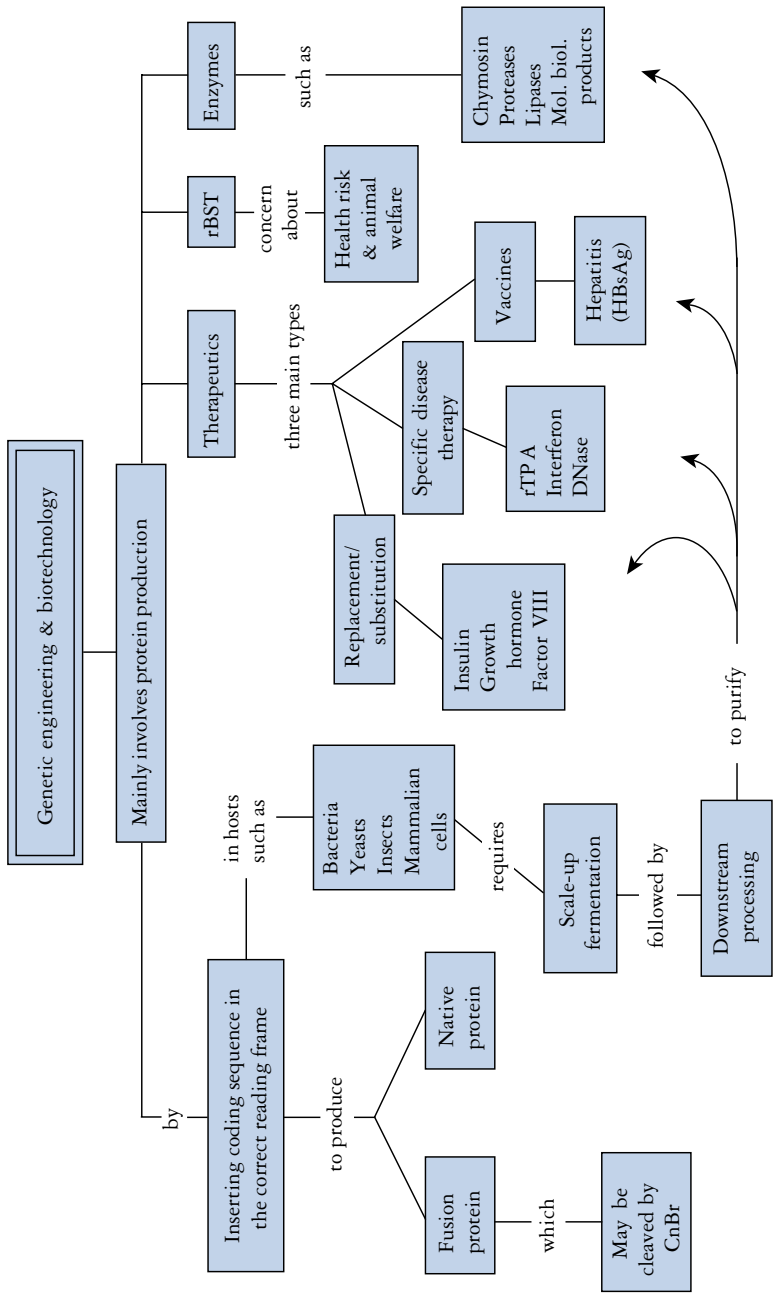 Genetic engineering & biotechnology
Mainly involves protein production
by
Inserting coding sequence in
the correct reading frame
to produce
Fusion
protein
which
May be
cleaved by
CnBr
Native
protein
in hosts
such as
Bacteria
Yeasts
Insects
Mammalian
cells
requires
Scale-up
fermentation
followed by
Downstream
processing
to purify
Therapeutics
three main types
Replacement/
substitution
Insulin
Growth
hormone
Factor VIII
Specific disease
therapy
rTP A
Interferon
DNase
Vaccines
Hepatitis
(HBsAg)
rBST
concern
about
Health risk
& animal
welfare
Enzymes
such as
Chymosin
Proteases
Lipases
Mol. biol.
products